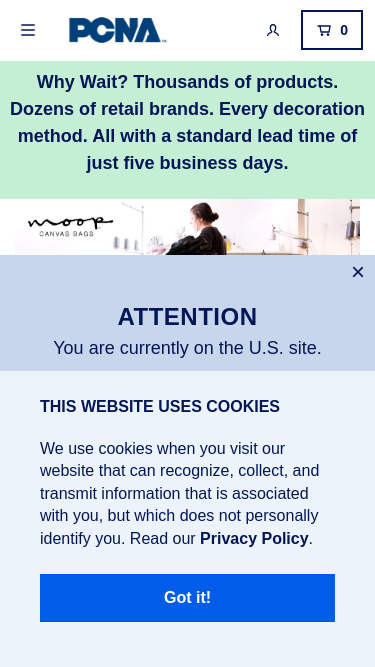 PCNA
0
Why Wait? Thousands of products.
Dozens of retail brands. Every decoration
method. All with a standard lead time of
just five business days.
moop
CANVAS BAGS
ATTENTION
You are currently on the U.S. site.
THIS WEBSITE USES COOKIES
We use cookies when you visit our
website that can recognize, collect, and
transmit information that is associated
with you, but which does not personally
identify you. Read our Privacy Policy.
Got it!